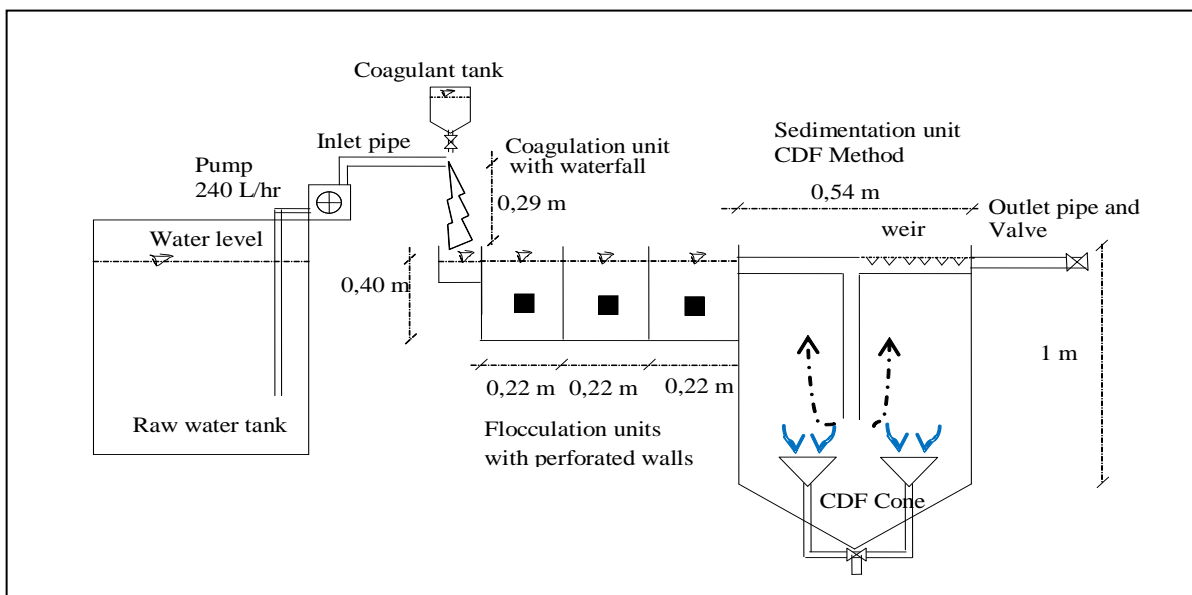 Coagulant tank
Inlet pipe
Pump
240 L/hr
Coagulation unit
with waterfall
0,29 m
Sedimentation unit
CDF Method
0,54 m
Outlet pipe and
Valve
weir
Water level
0,40 m
1 m
0,22 m 0,22 m 0,22 m
Raw water tank
Flocculation units
with perforated walls
CDF Cone